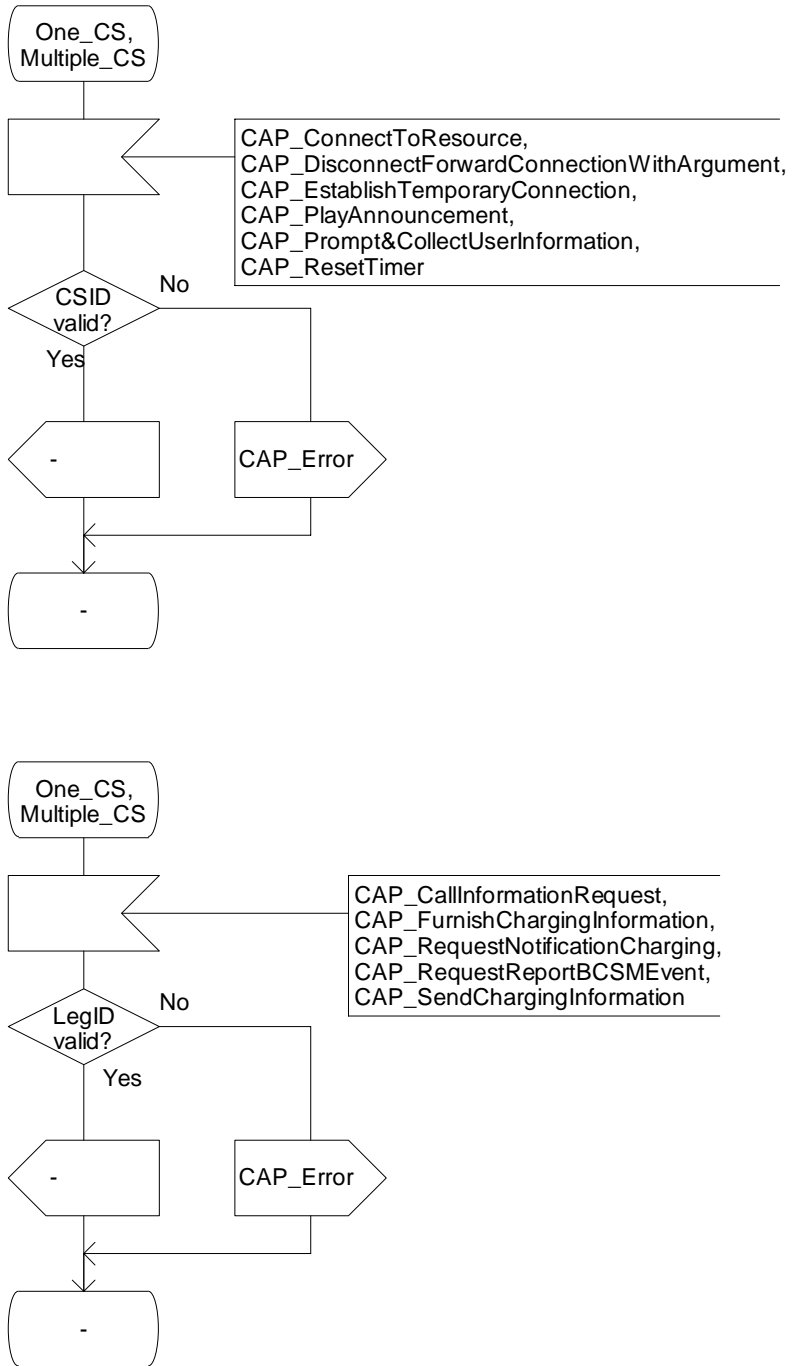 One_CS,
Multiple_CS
CAP_ConnectToResource,
CAP_DisconnectForwardConnectionWithArgument,
CAP_EstablishTemporaryConnection,
CAP_PlayAnnouncement,
CAP_Prompt&CollectUserInformation,
CAP_ResetTimer
CSID
valid?
No
Yes
-
CAP_Error
-
One_CS,
Multiple_CS
CAP_CallInformationRequest,
CAP_FurnishChargingInformation,
CAP_RequestNotificationCharging,
CAP_RequestReportBCSMEvent,
CAP_SendChargingInformation
LegID
valid?
No
Yes
-
CAP_Error
-